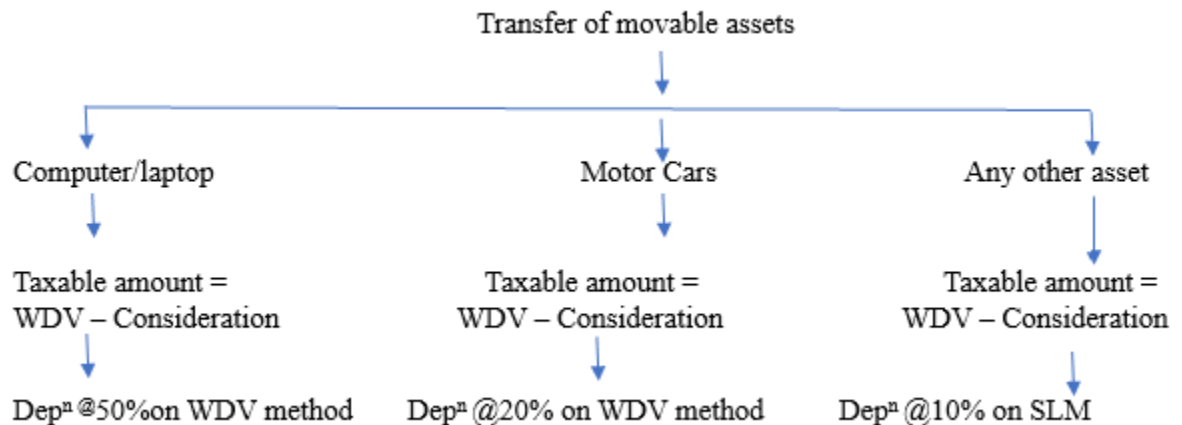 Transfer of movable assets
Computer/laptop
Motor Cars
Any other asset
Taxable amount =
WDV – Consideration
Taxable amount =
WDV – Consideration
Taxable amount =
WDV – Consideration
Depⁿ @50%on WDV method
Depⁿ @20% on WDV method
Depⁿ @10% on SLM